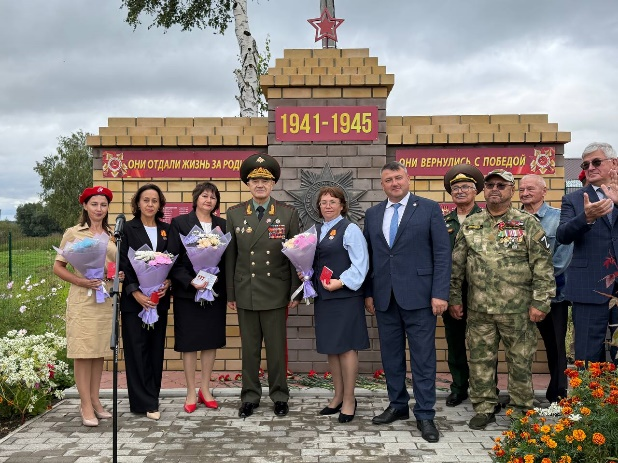 1941-1945
ОНИ ОТДАЛИ ЖИЗНЬ ЗА РОД
ОНИ ВЕРНУЛИСЬ С ПОБЕДОЙ